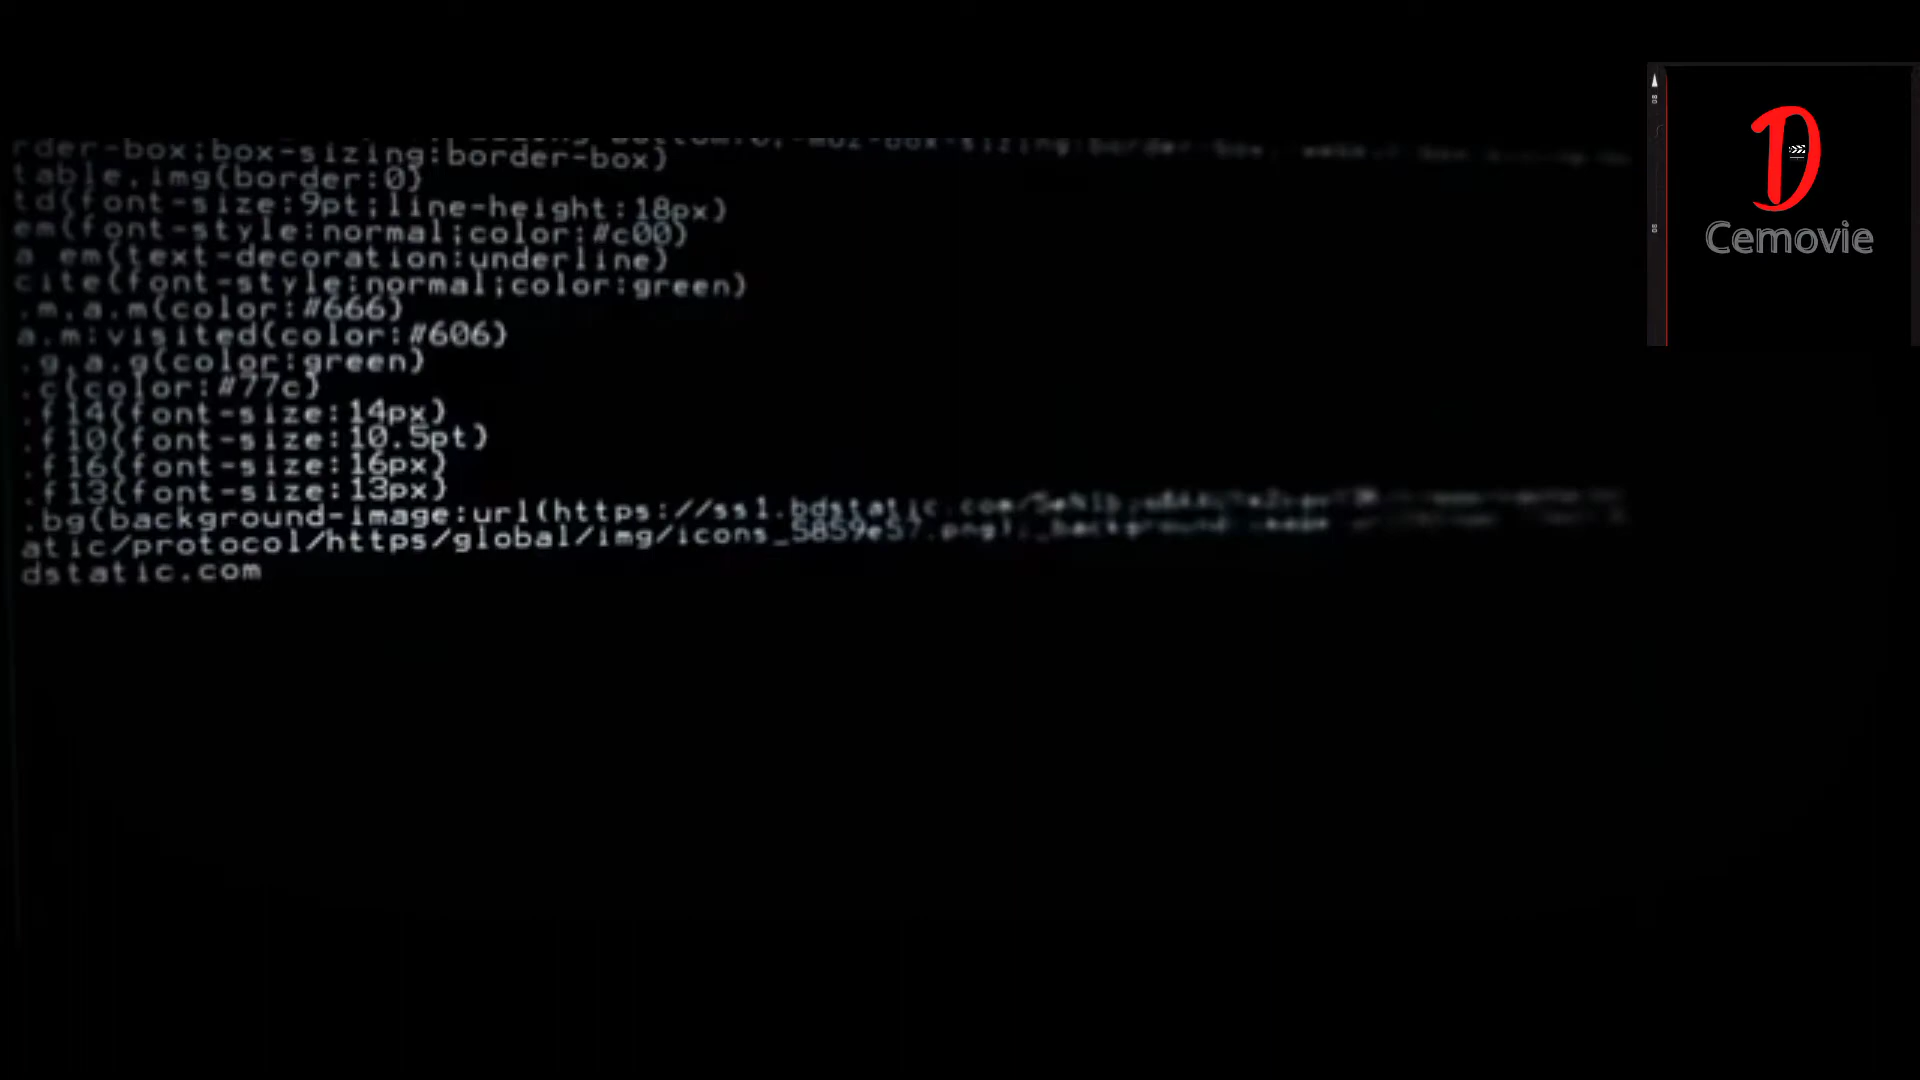 rder-box;box-sizing:border-box}
table,img{border:0}
td{font-size:9pt;line-height:18px}
em{font-style:normal;color:#c00}
a em{text-decoration:underline}
cite{font-style:normal;color:green}
.m,a.m{color:#666}
a.m:visited{color:#606}
.g,a.g{color:green}
.c{color:#77c}
.f14{font-size:14px}
.f10{font-size:10.5pt}
.f16{font-size:16px}
.f13{font-size:13px}
.bg{background-image:url(https://ss1.bdstatic.com/
atic/protocol/https/global/img/icons_5859e57.png);_background
dstatic.com
D
Cemovie